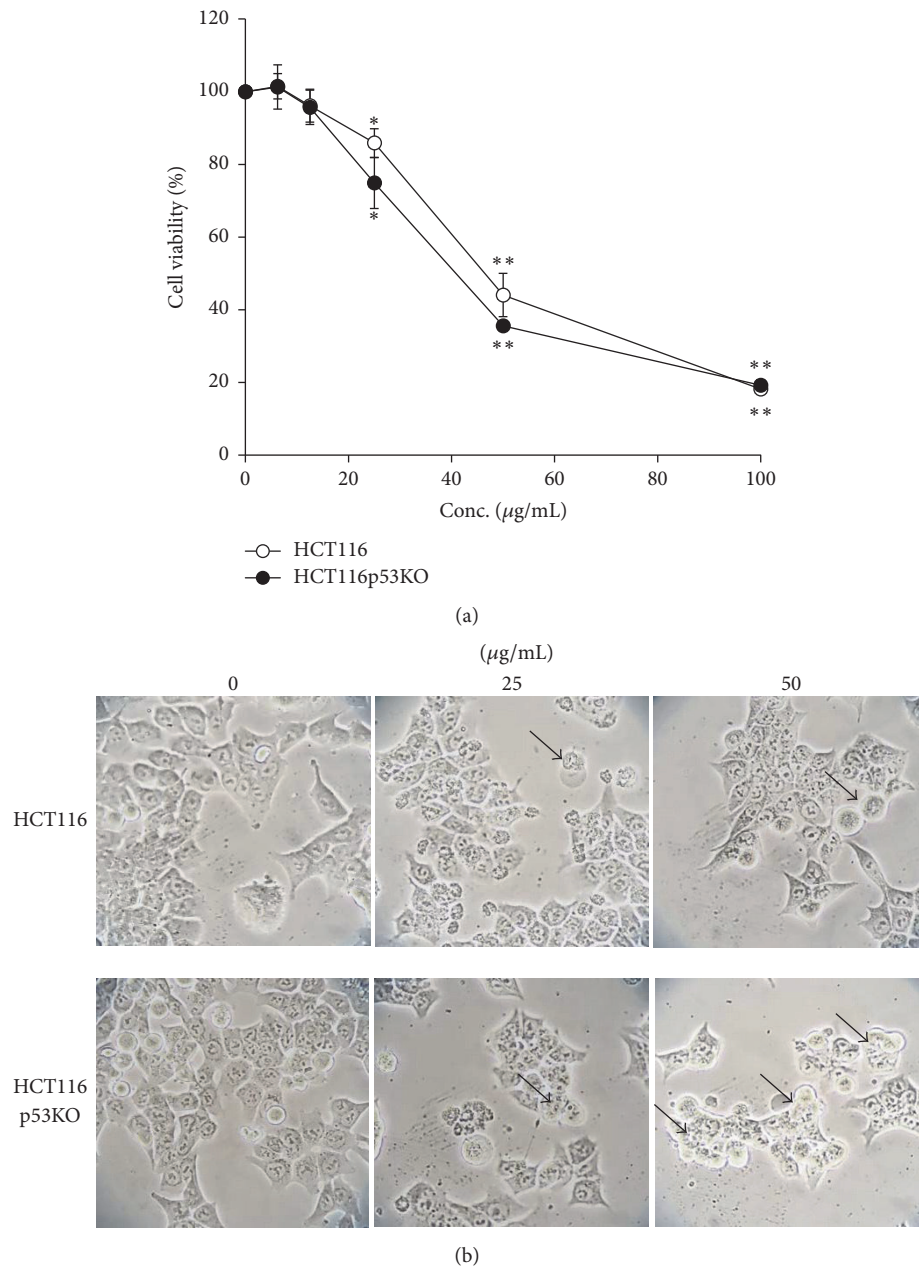 120
100
80
60
40
20
0
Cell viability (%)
*
*
**
**
**
**
0 20 40 60 80 100
Conc. (μg/mL)
HCT116
HCT116p53KO
(a)
(μg/mL)
0 25 50
HCT116
HCT116
p53KO
(b)